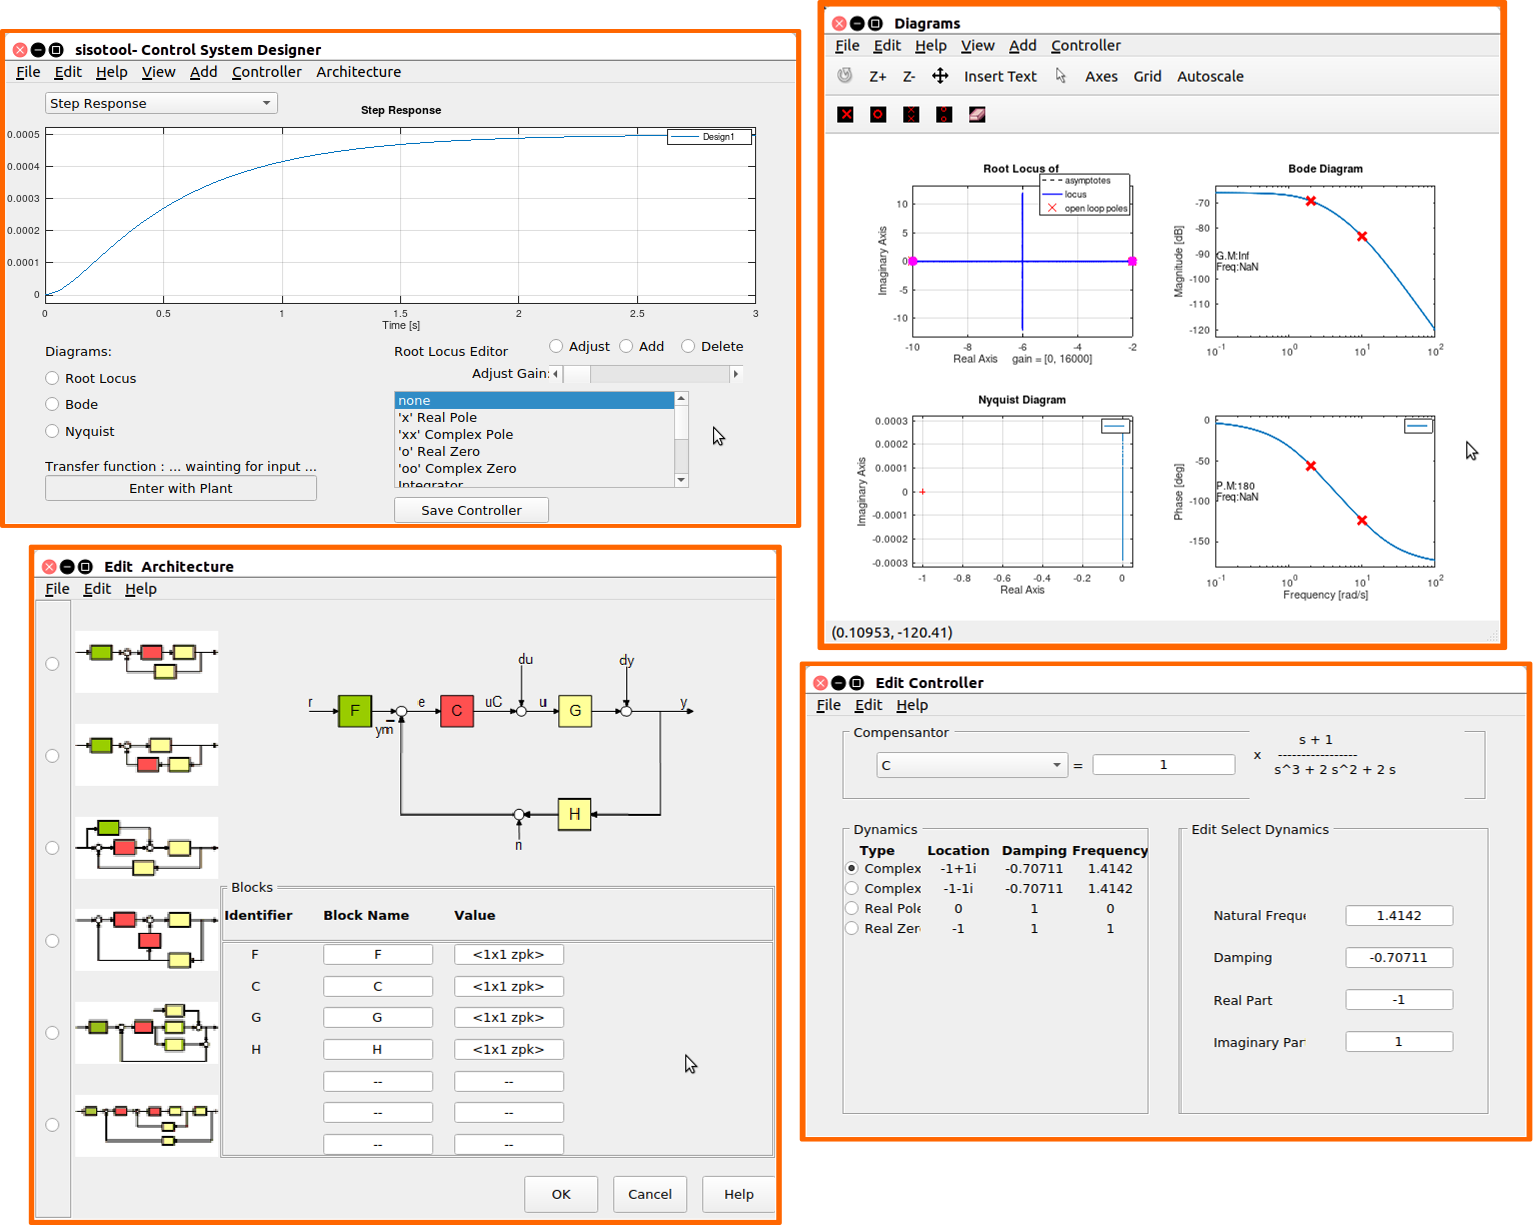 sisotool- Control System Designer
File Edit Help View Add Controller Architecture
Step Response
Step Response
Design1
0.0005
0.0004
0.0003
0.0002
0.0001
0
0 0.5 1 1.5 2 2.5 3
Time [s]
Diagrams:
Root Locus
Bode
Nyquist
Transfer function : ... wainting for input ...
Enter with Plant
Root Locus Editor
Adjust Add Delete
Adjust Gain:
none
'x' Real Pole
'xx' Complex Pole
'o' Real Zero
'oo' Complex Zero
Integrator
Save Controller
Diagrams
File Edit Help View Add Controller
Z+ Z- Insert Text Axes Grid Autoscale
Root Locus of
asymptotes
locus
open loop poles
Imaginary Axis
10
5
0
-5
-10
-10 -8 -6 -4 -2
Real Axis gain = [0, 16000]
Bode Diagram
Magnitude [dB]
-70
-80
-90
-100
-110
-120
G.M:Inf
Freq:NaN
10^-1 10^0 10^1 10^2
Nyquist Diagram
Imaginary Axis
0.0003
0.0002
0.0001
0
-0.0001
-0.0002
-0.0003
-1 -0.8 -0.6 -0.4 -0.2 0
Real Axis
Phase [deg]
0
-50
-100
-150
P.M:180
Freq:NaN
10^-1 10^0 10^1 10^2
Frequency [rad/s]
(0.10953, -120.41)
Edit Architecture
File Edit Help
r F e C uC du u G dy y
ym
H
n
Blocks
Identifier Block Name Value
F F <1x1 zpk>
C C <1x1 zpk>
G G <1x1 zpk>
H H <1x1 zpk>
-- --
-- --
-- --
OK Cancel Help
Edit Controller
File Edit Help
Compensantor
C = 1 x
s + 1
-----------------
s^3 + 2 s^2 + 2 s
Dynamics
Type Location Damping Frequency
Complex -1+1i -0.70711 1.4142
Complex -1-1i -0.70711 1.4142
Real Pole 0 1 0
Real Zer -1 1 1
Edit Select Dynamics
Natural Freque 1.4142
Damping -0.70711
Real Part -1
Imaginary Par 1